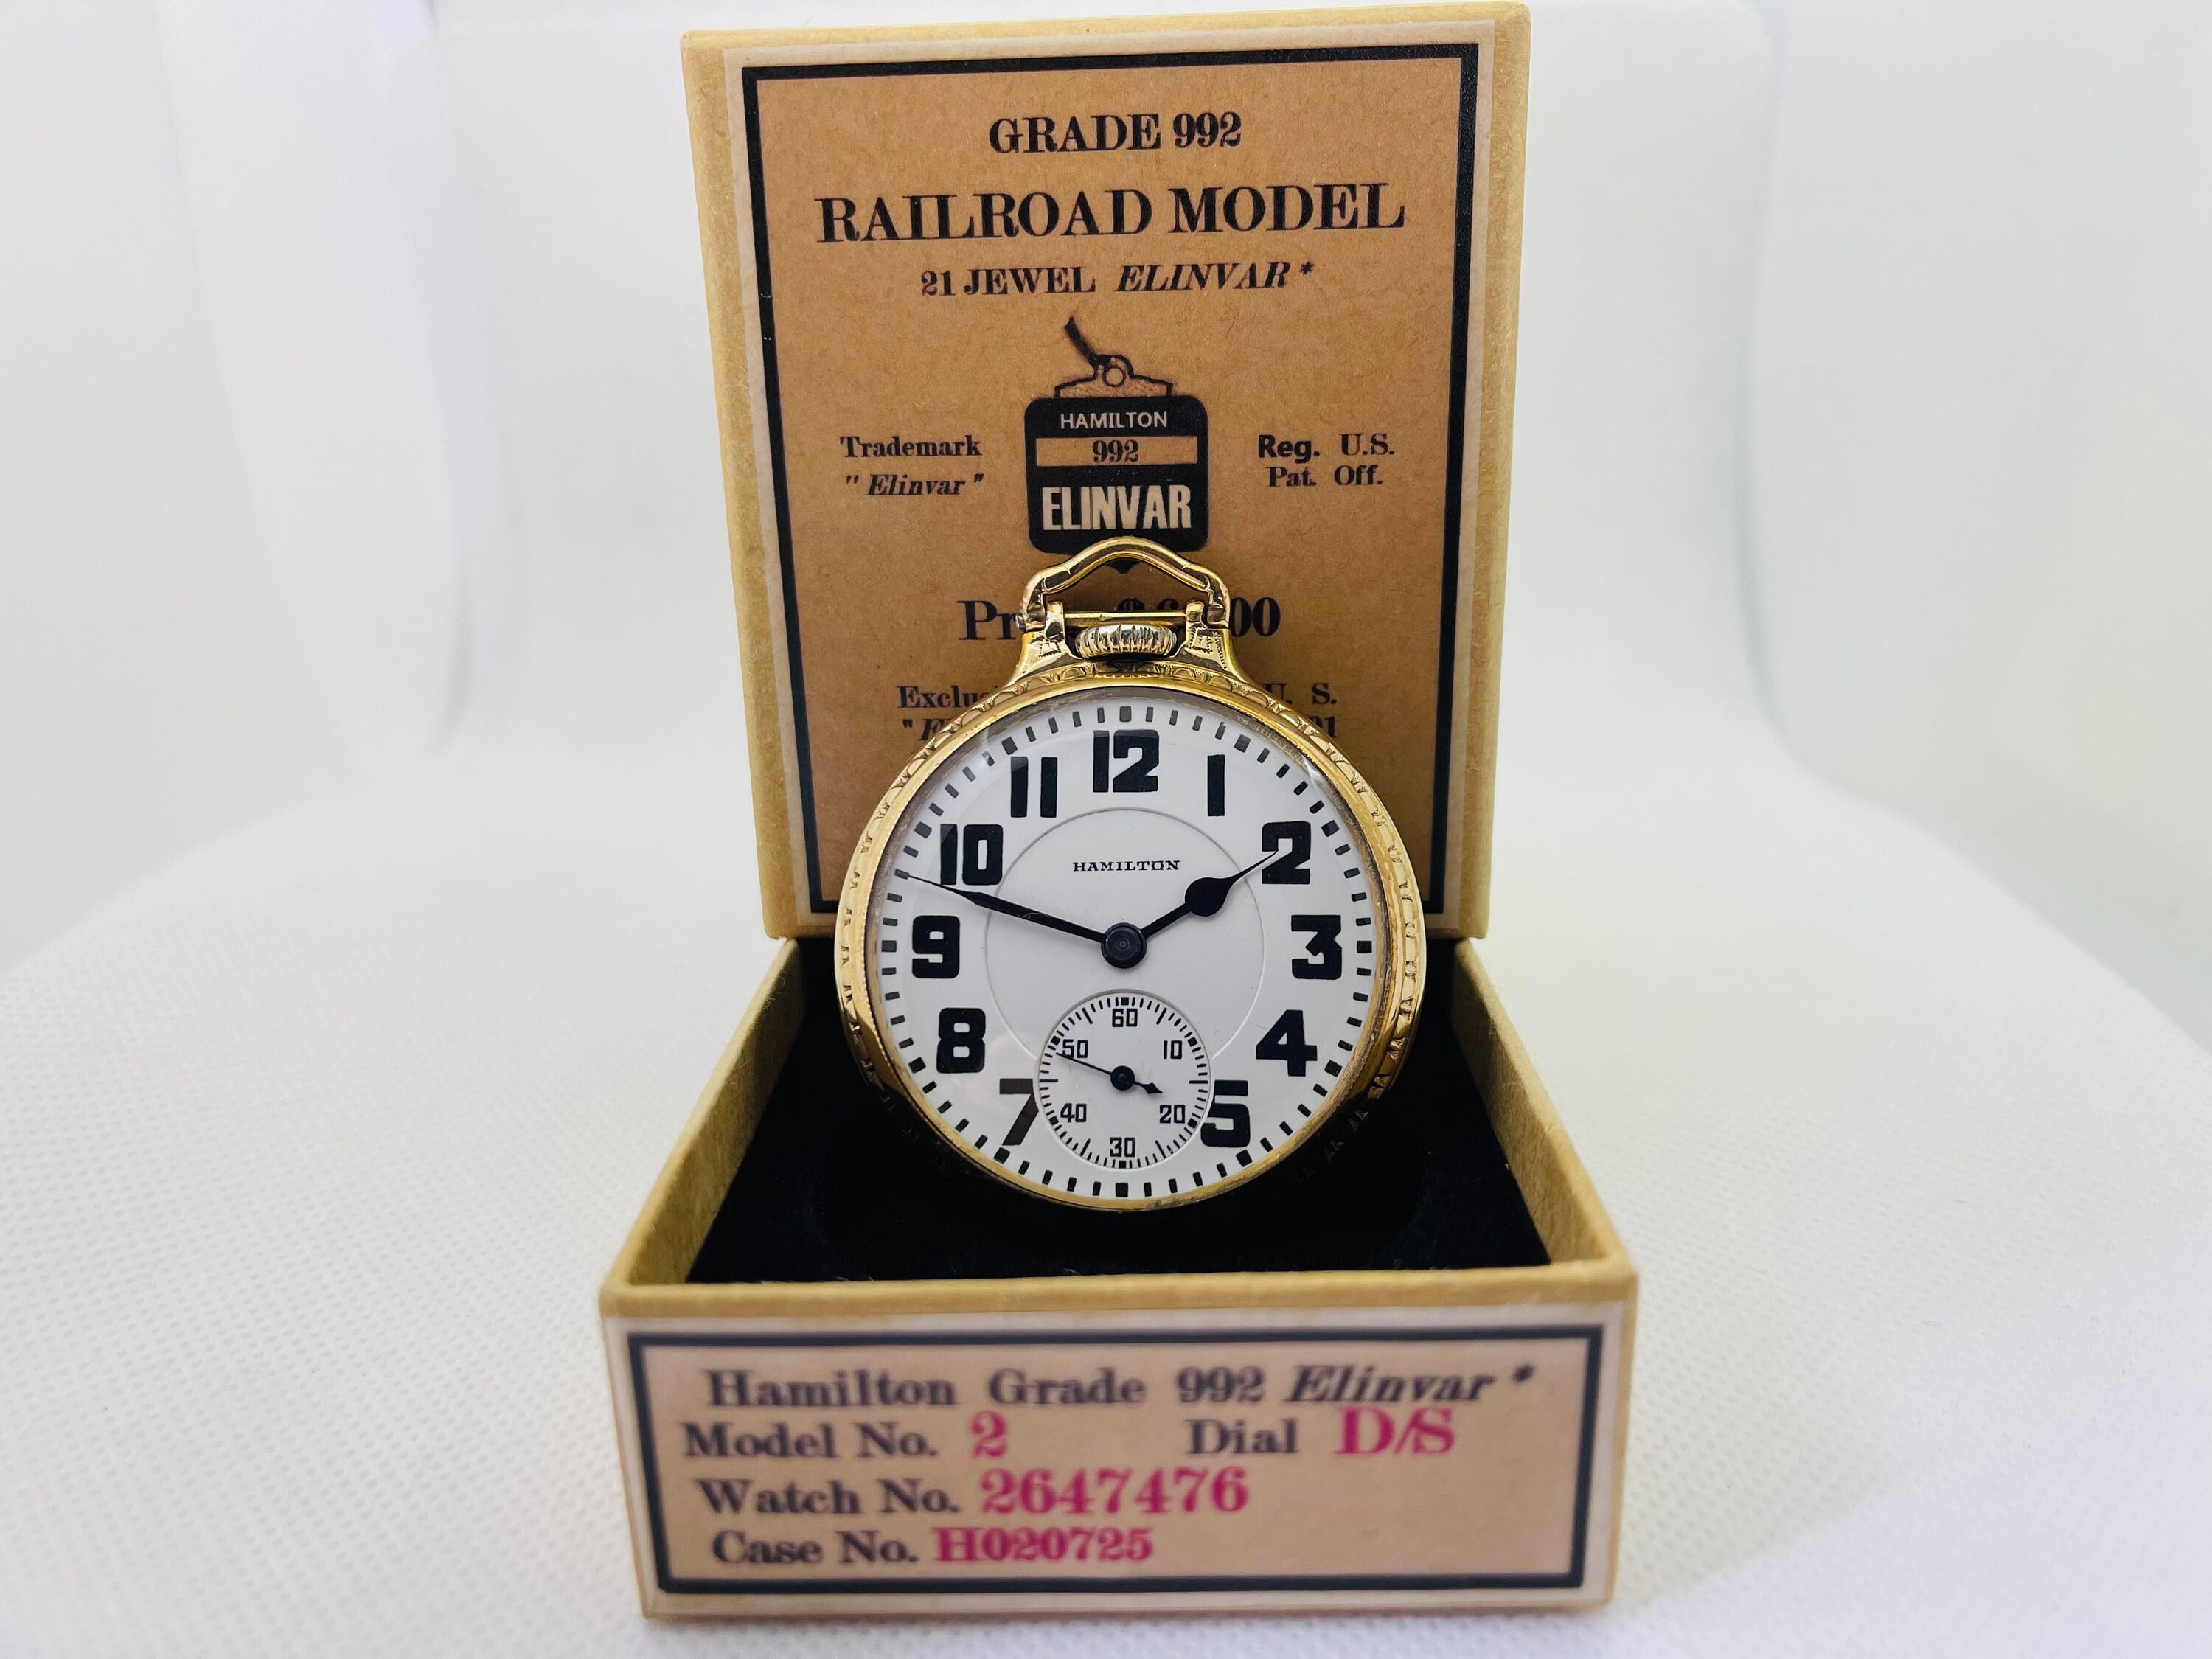 GRADE 992
RAILROAD MODEL
21 JEWEL ELINVAR*
HAMILTON
992
ELINVAR
Trademark
"Elinvar"
Reg. U.S.
Pat. Off.
00
U. S.
12
1
2
3
4
5
7
8
9
10
11
HAMILTON
60
10
20
30
40
50
Hamilton Grade 992 Elinvar*
Model No. 2 Dial D/S
Watch No. 2647476
Case No. H020725